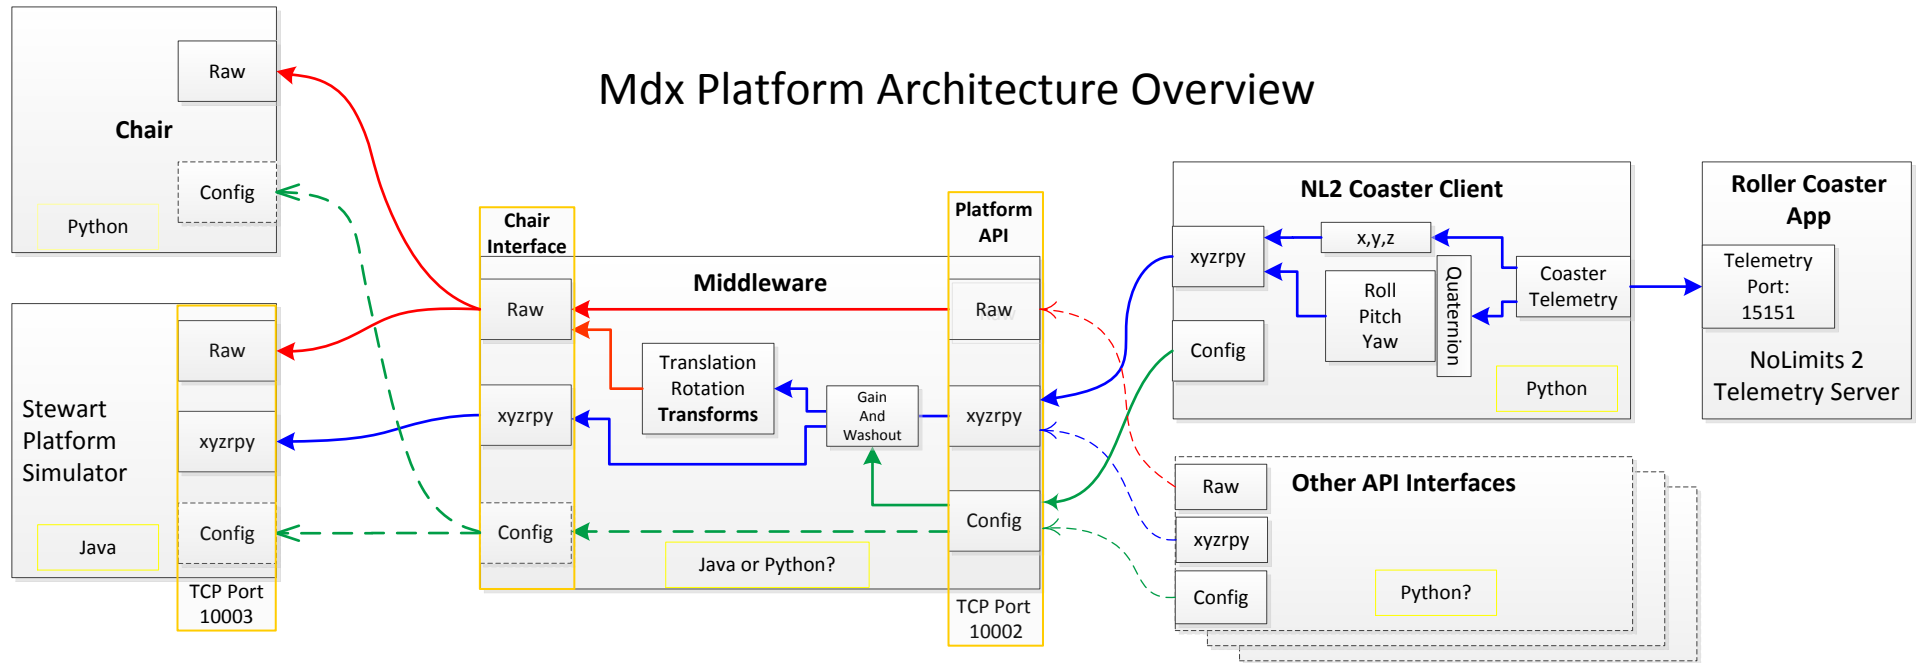 Mdx Platform Architecture Overview
Raw
Chair
Config
Python
Raw
Stewart
Platform
Simulator
xyzrpy
Config
Java
TCP Port
10003
Chair
Interface
Raw
xyzrpy
Config
Middleware
Translation
Rotation
Transforms
Gain
And
Washout
Java or Python?
Platform
API
Raw
xyzrpy
Config
TCP Port
10002
NL2 Coaster Client
xyzrpy
x,y,z
Roll
Pitch
Yaw
Quaternion
Coaster
Telemetry
Config
Python
Roller Coaster
App
Telemetry
Port:
15151
NoLimits 2
Telemetry Server
Other API Interfaces
Raw
xyzrpy
Config
Python?